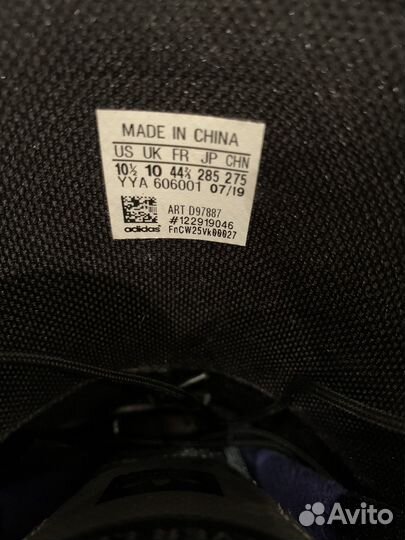 MADE IN CHINA
US UK FR JP CHN
10½ 10 44⅔ 285 275
YYA 606001 07/19
ART D97887
#122919046
adidas FnCW25Vk00027
Avito